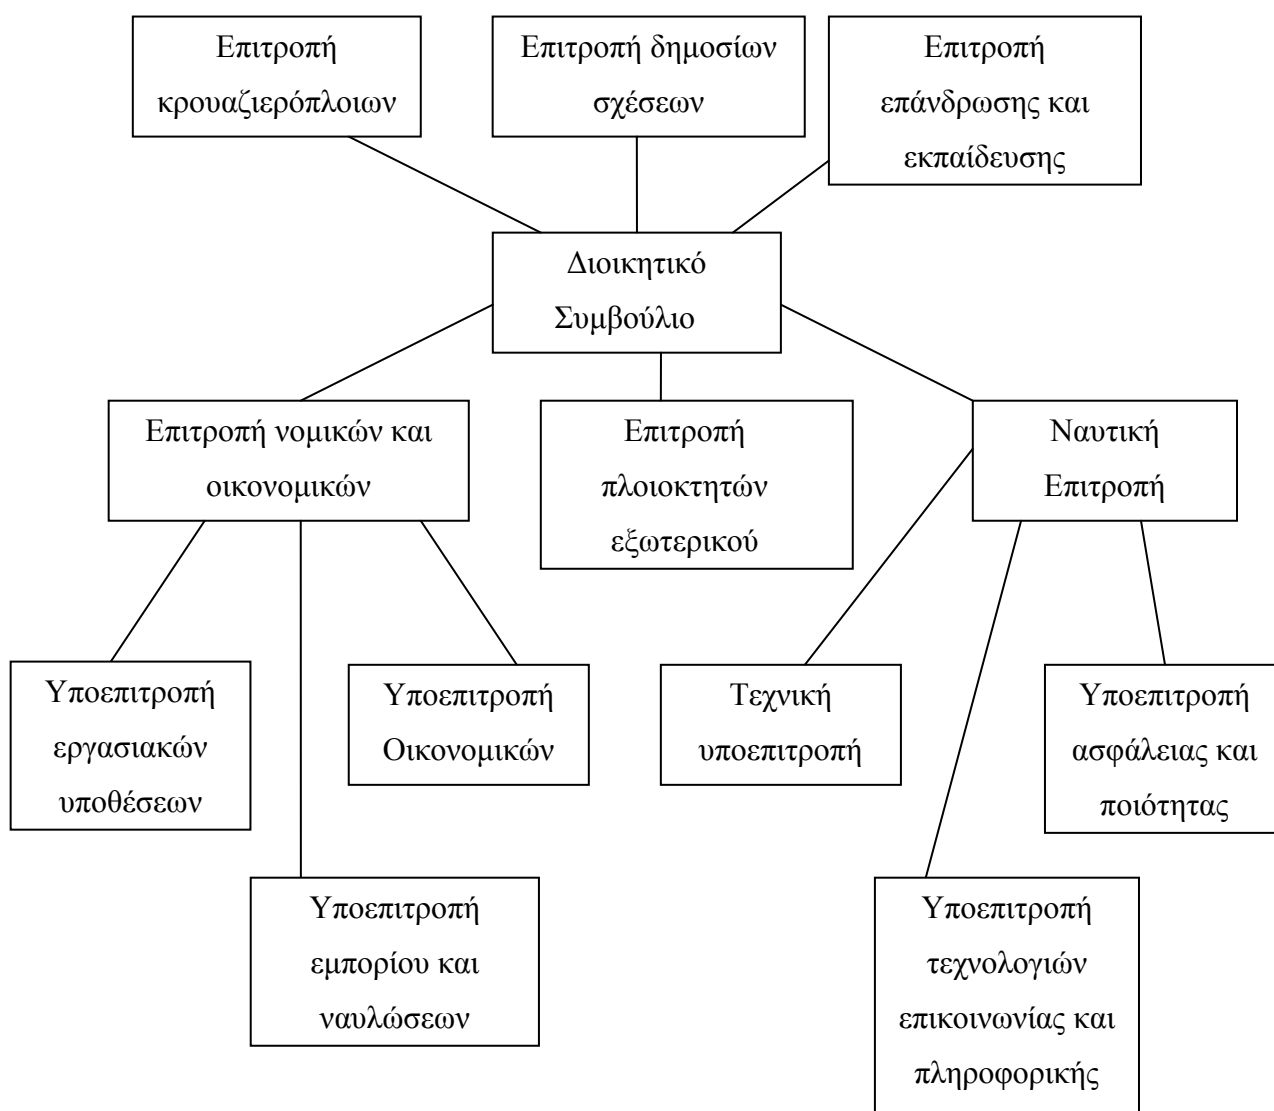 Επιτροπή
κρουαζιερόπλοιων
Επιτροπή δημοσίων
σχέσεων
Επιτροπή
επάνδρωσης και
εκπαίδευσης
Διοικητικό
Συμβούλιο
Επιτροπή νομικών και
οικονομικών
Επιτροπή
πλοιοκτητών
εξωτερικού
Ναυτική
Επιτροπή
Υποεπιτροπή
εργασιακών
υποθέσεων
Υποεπιτροπή
Οικονομικών
Τεχνική
υποεπιτροπή
Υποεπιτροπή
ασφάλειας και
ποιότητας
Υποεπιτροπή
εμπορίου και
ναυλώσεων
Υποεπιτροπή
τεχνολογιών
επικοινωνίας και
πληροφορικής